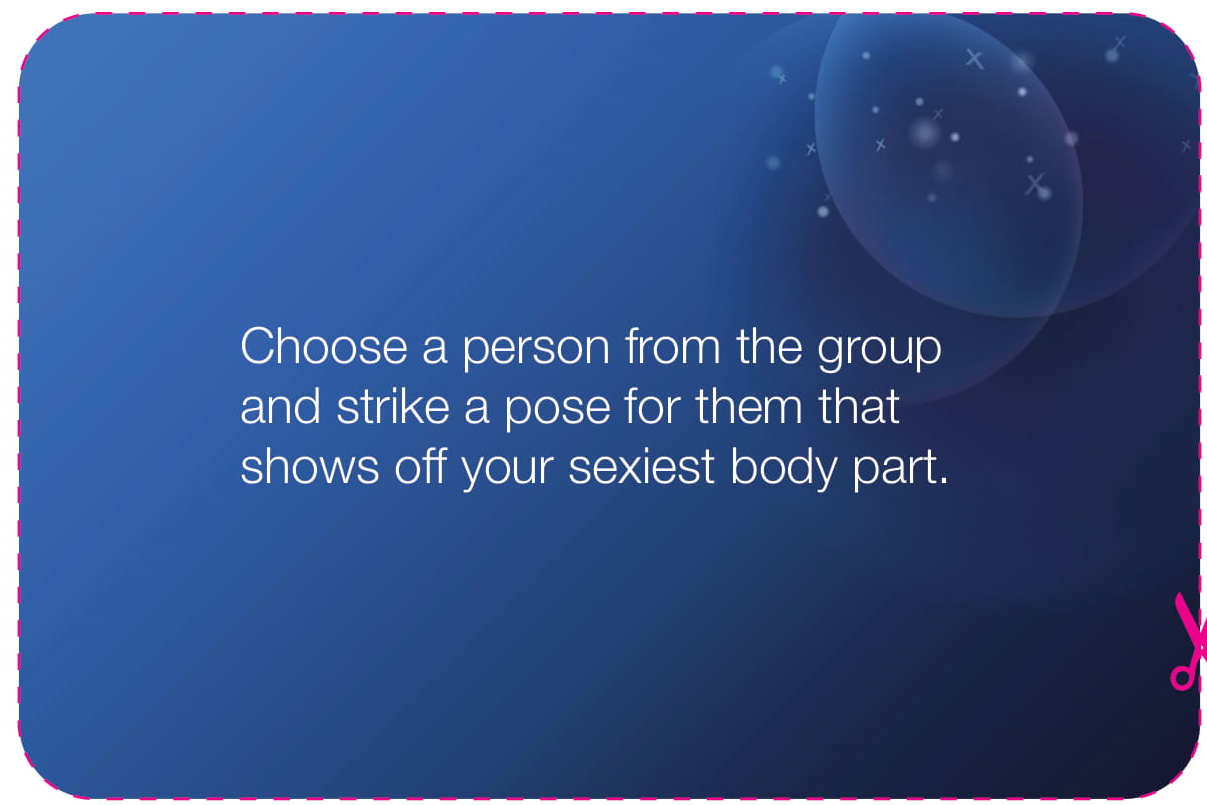 Choose a person from the group
and strike a pose for them that
shows off your sexiest body part.